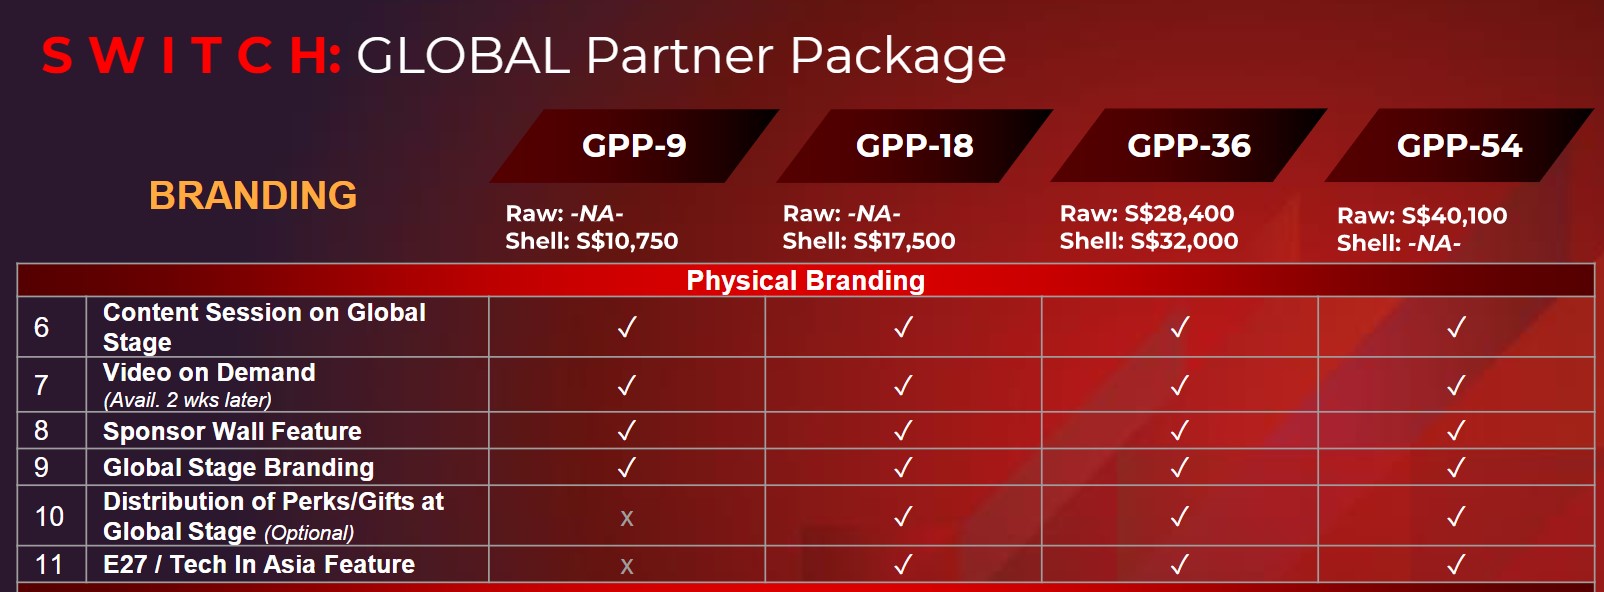 S W I T C H: GLOBAL Partner Package
GPP-9 GPP-18 GPP-36 GPP-54
BRANDING
Raw: -NA- Raw: -NA- Raw: S$28,400 Raw: S$40,100
Shell: S$10,750 Shell: S$17,500 Shell: S$32,000 Shell: -NA-
Physical Branding
6 Content Session on Global Stage ✓ ✓ ✓ ✓
7 Video on Demand (Avail. 2 wks later) ✓ ✓ ✓ ✓
8 Sponsor Wall Feature ✓ ✓ ✓ ✓
9 Global Stage Branding ✓ ✓ ✓ ✓
10 Distribution of Perks/Gifts at Global Stage (Optional) x ✓ ✓ ✓
11 E27 / Tech In Asia Feature x ✓ ✓ ✓